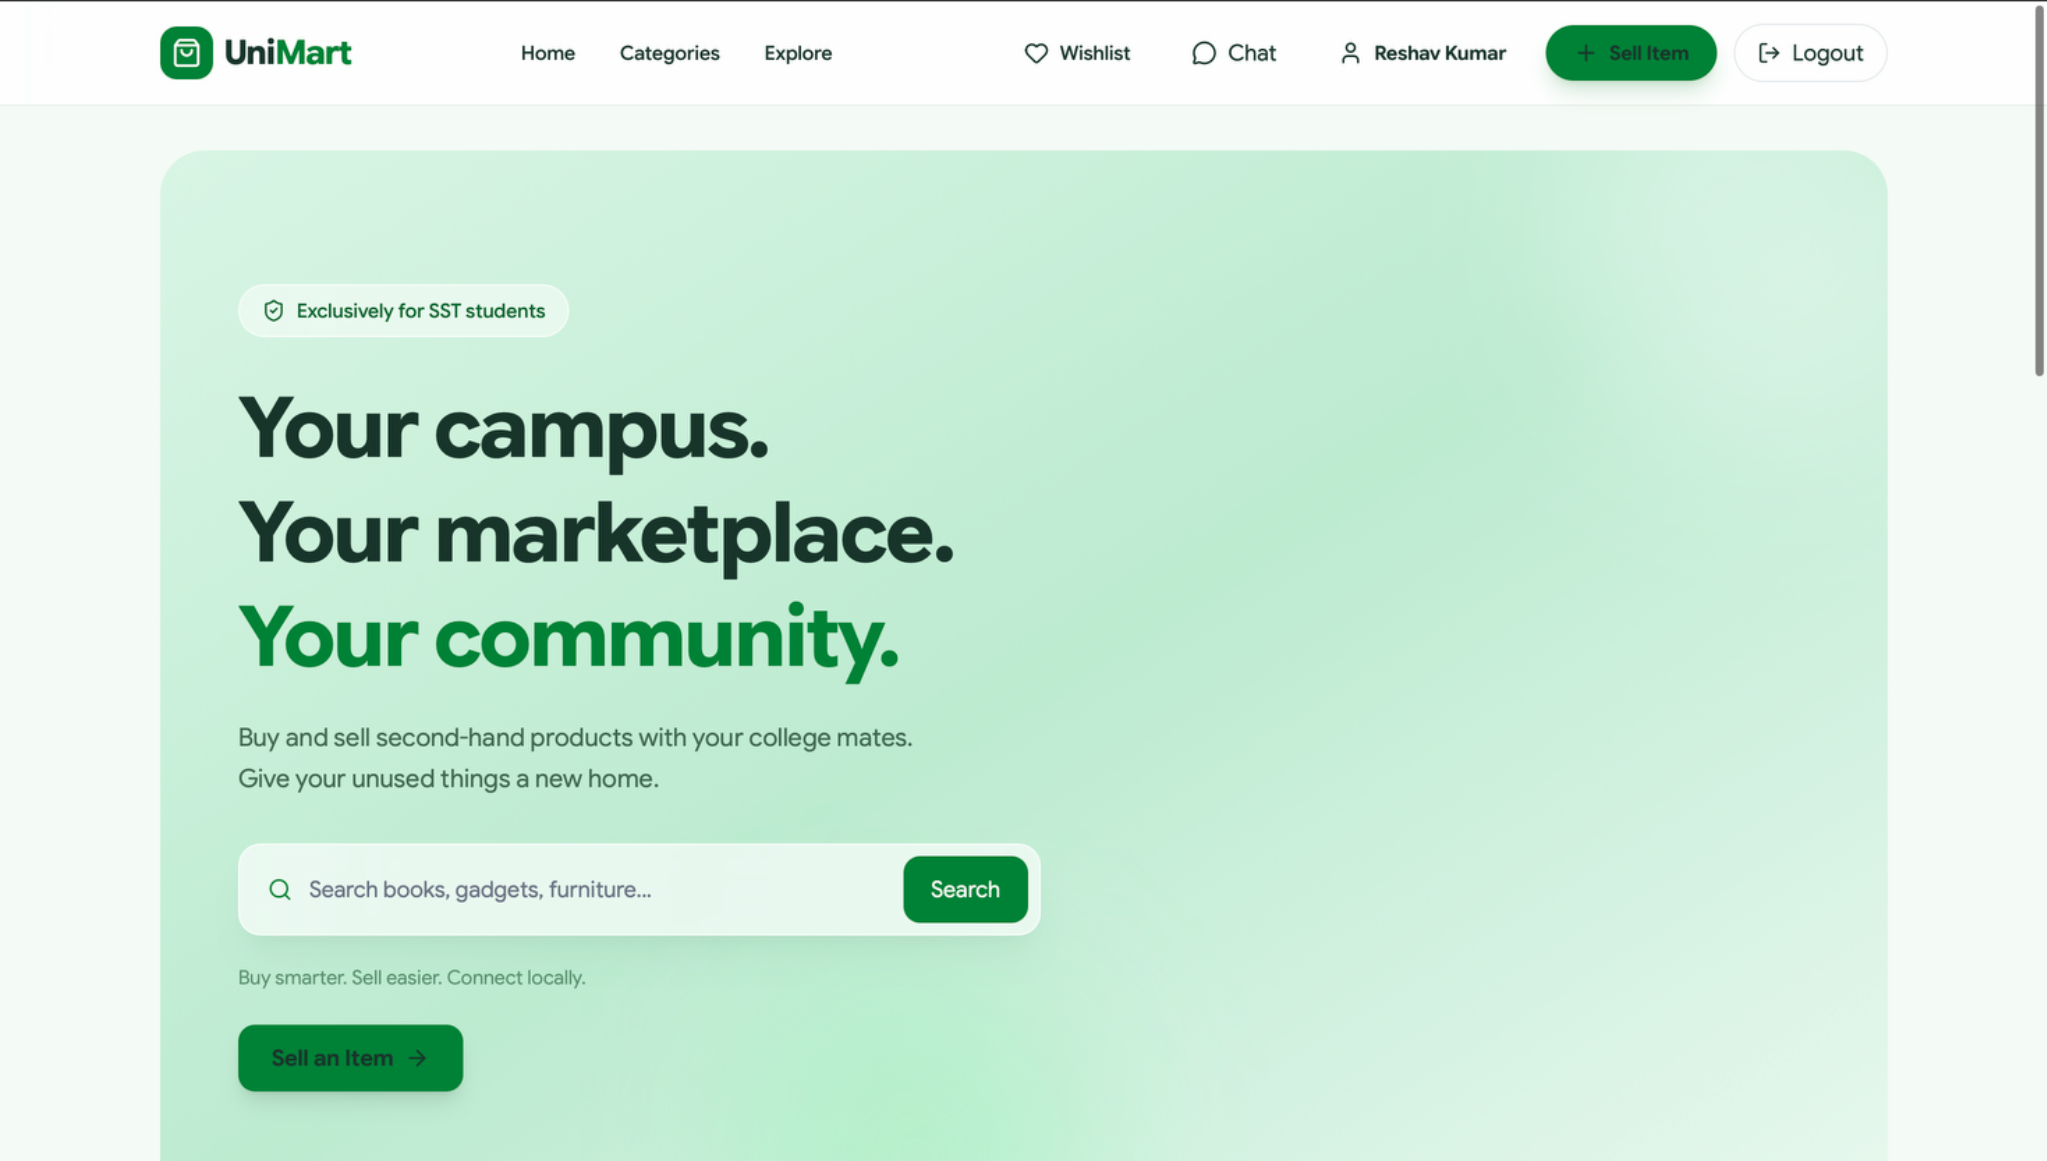 UniMart
Home
Categories
Explore
Wishlist
Chat
Reshav Kumar
Sell Item
Logout
Exclusively for SST students
Your campus.
Your marketplace.
Your community.
Buy and sell second-hand products with your college mates.
Give your unused things a new home.
Search books, gadgets, furniture...
Search
Buy smarter. Sell easier. Connect locally.
Sell an Item